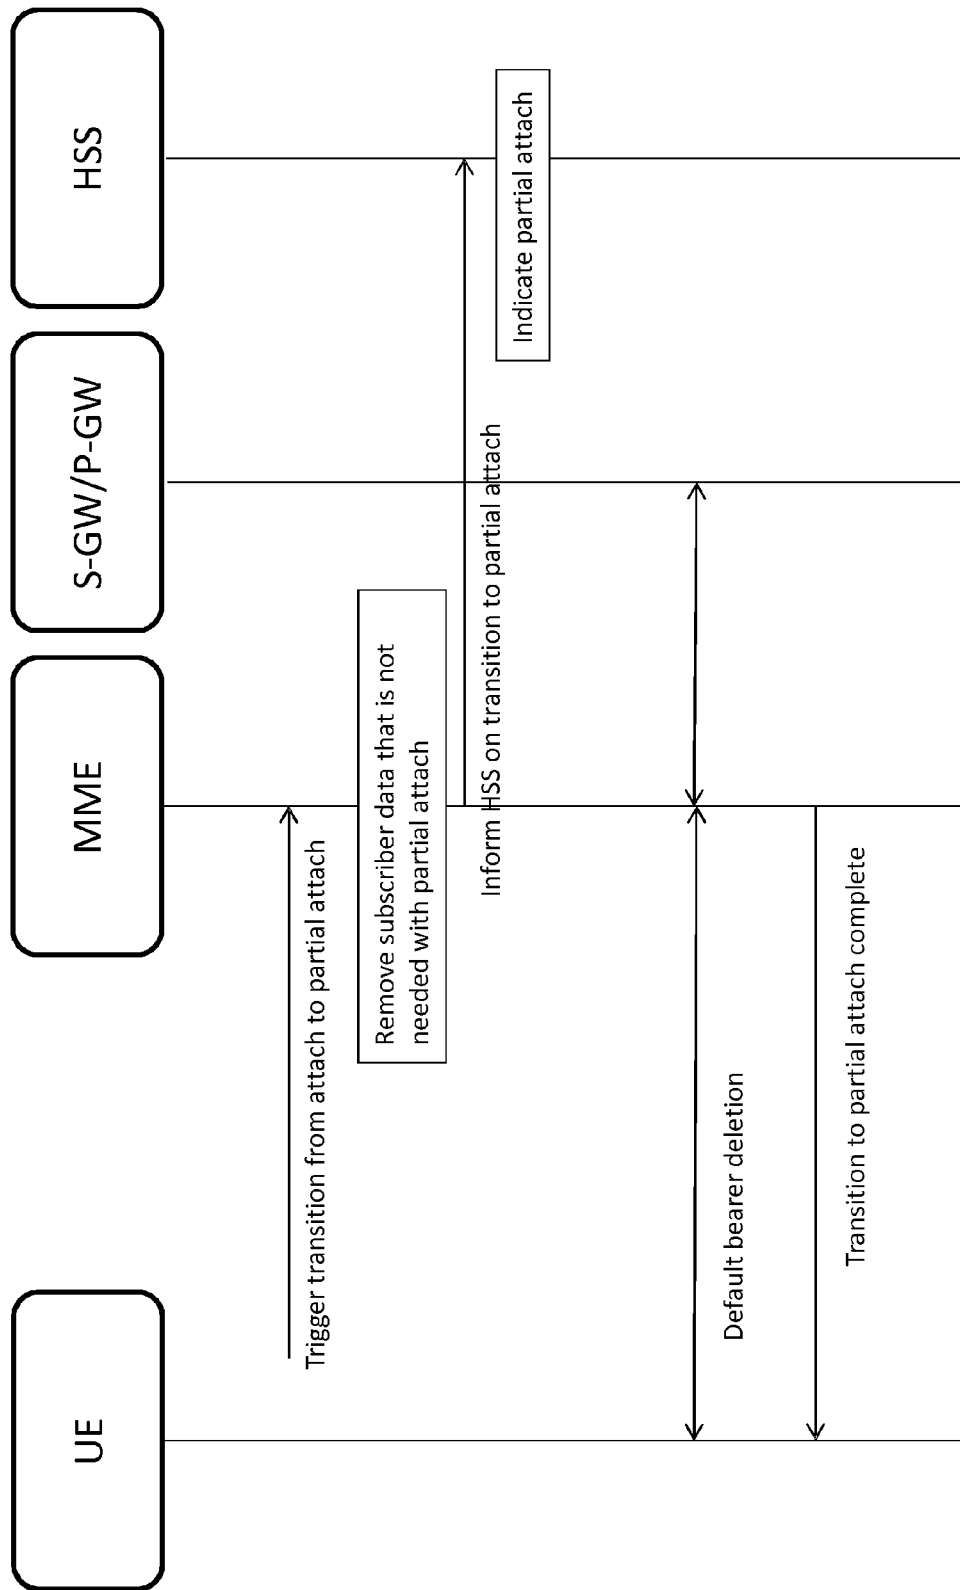 UE
MME
S-GW/P-GW
HSS
Trigger transition from attach to partial attach
Remove subscriber data that is not
needed with partial attach
Inform HSS on transition to partial attach
Indicate partial attach
Default bearer deletion
Transition to partial attach complete